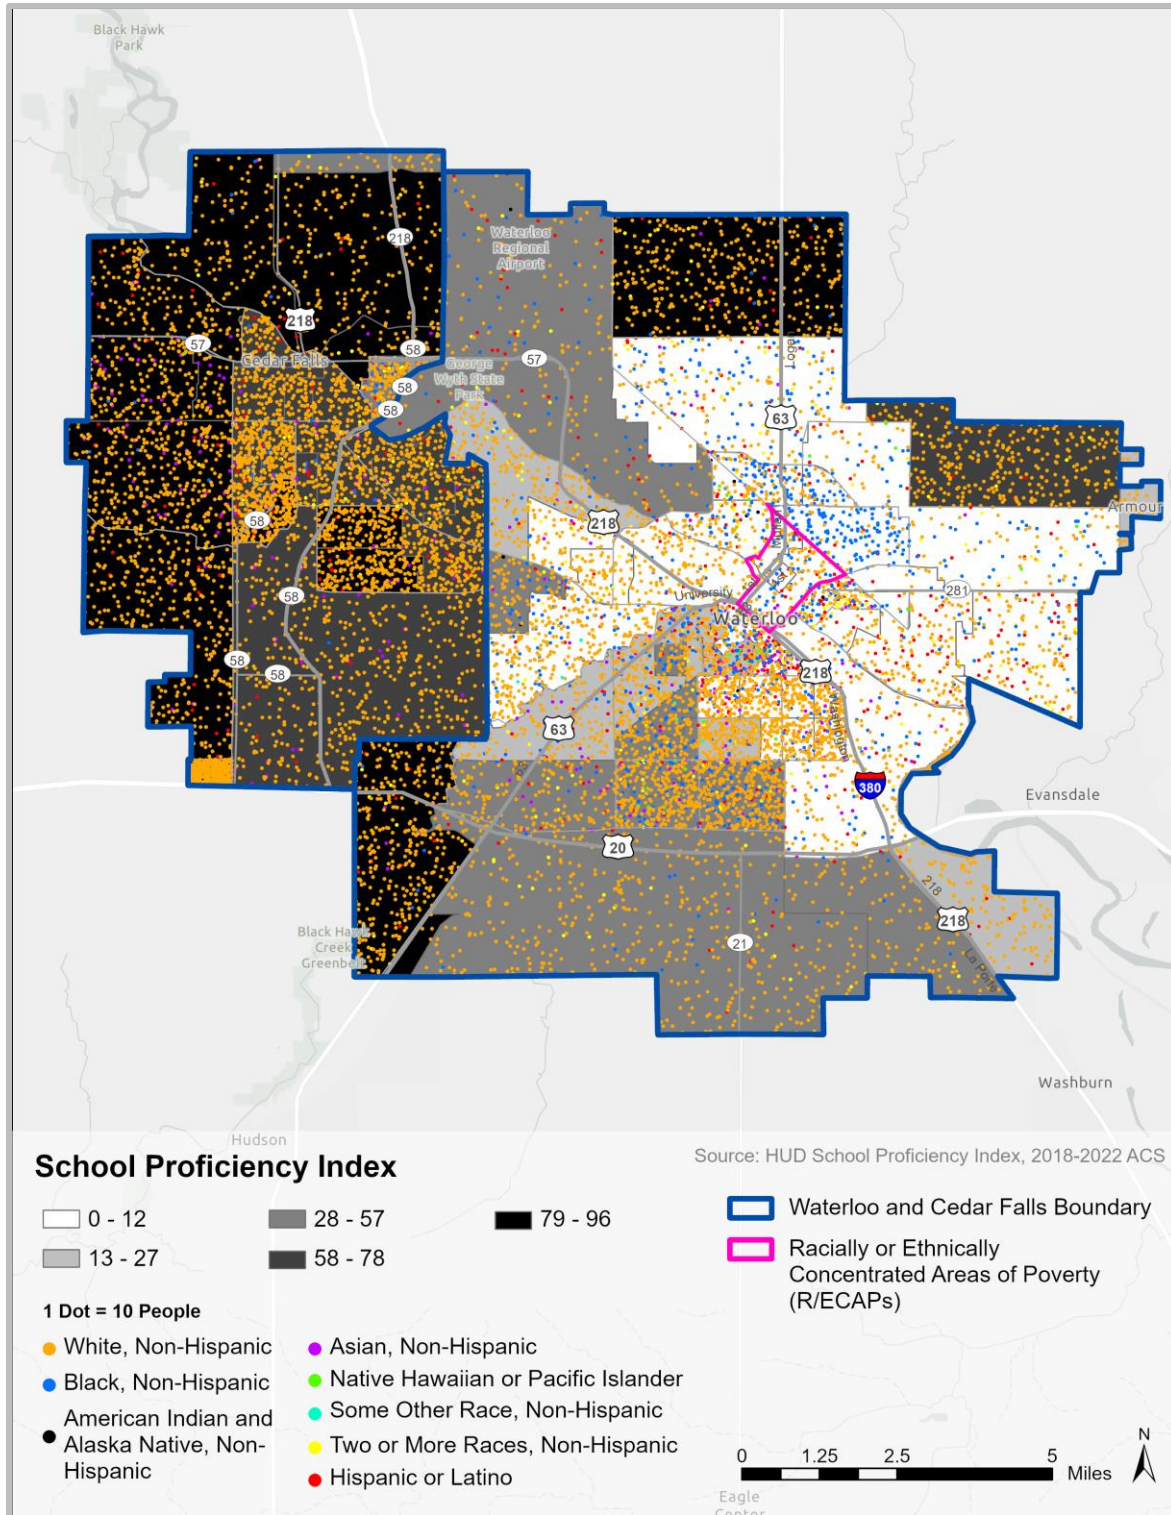 Black Hawk
Park
218
Waterloo
Regional
Airport
218
57
Cedar Falls
58
57
George
Wyth State
Park
58
58
Logan
63
58
218
Armour
University
281
Waterloo
58
218
58
58
63
Washington
63
380
Evansdale
20
218
218
21
La Porte
Black Hawk
Creek
Greenbelt
Washburn
Hudson
School Proficiency Index
Source: HUD School Proficiency Index, 2018-2022 ACS
0 - 12
28 - 57
79 - 96
13 - 27
58 - 78
Waterloo and Cedar Falls Boundary
Racially or Ethnically
Concentrated Areas of Poverty
(R/ECAPs)
1 Dot = 10 People
White, Non-Hispanic
Black, Non-Hispanic
American Indian and
Alaska Native, Non-
Hispanic
Asian, Non-Hispanic
Native Hawaiian or Pacific Islander
Some Other Race, Non-Hispanic
Two or More Races, Non-Hispanic
Hispanic or Latino
N
0 1.25 2.5 5
Miles
Eagle
Center